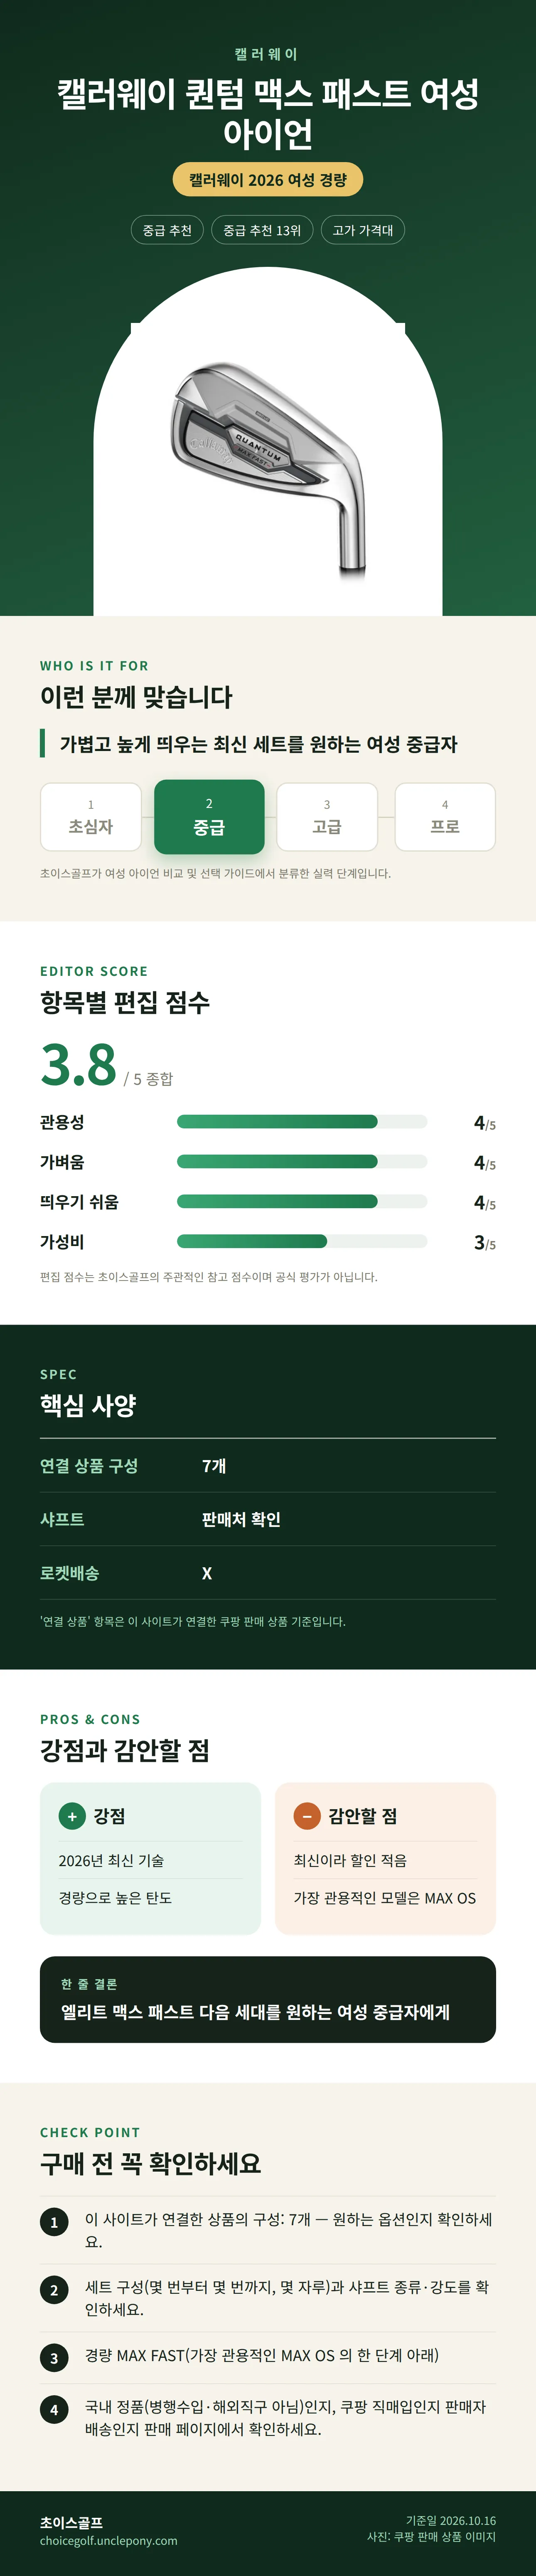 캘러웨이
캘러웨이 퀀텀 맥스 패스트 여성
아이언
캘러웨이 2026 여성 경량
중급 추천
중급 추천 13위
고가 가격대
Callaway
QUANTUM
MAX FAST
WHO IS IT FOR
이런 분께 맞습니다
가볍고 높게 띄우는 최신 세트를 원하는 여성 중급자
1
초심자
2
중급
3
고급
4
프로
초이스골프가 여성 아이언 비교 및 선택 가이드에서 분류한 실력 단계입니다.
EDITOR SCORE
항목별 편집 점수
3.8 / 5 종합
관용성 4/5
가벼움 4/5
띄우기 쉬움 4/5
가성비 3/5
편집 점수는 초이스골프의 주관적인 참고 점수이며 공식 평가가 아닙니다.
SPEC
핵심 사양
연결 상품 구성 7개
샤프트 판매처 확인
로켓배송 X
'연결 상품' 항목은 이 사이트가 연결한 쿠팡 판매 상품 기준입니다.
PROS & CONS
강점과 감안할 점
+ 강점
2026년 최신 기술
경량으로 높은 탄도
− 감안할 점
최신이라 할인 적음
가장 관용적인 모델은 MAX OS
한 줄 결론
엘리트 맥스 패스트 다음 세대를 원하는 여성 중급자에게
CHECK POINT
구매 전 꼭 확인하세요
1 이 사이트가 연결한 상품의 구성: 7개 — 원하는 옵션인지 확인하세
요.
2 세트 구성(몇 번부터 몇 번까지, 몇 자루)과 샤프트 종류·강도를 확
인하세요.
3 경량 MAX FAST(가장 관용적인 MAX OS 의 한 단계 아래)
4 국내 정품(병행수입·해외직구 아님)인지, 쿠팡 직매입인지 판매자
배송인지 판매 페이지에서 확인하세요.
초이스골프
choicegolf.unclepony.com
기준일 2026.10.16
사진: 쿠팡 판매 상품 이미지